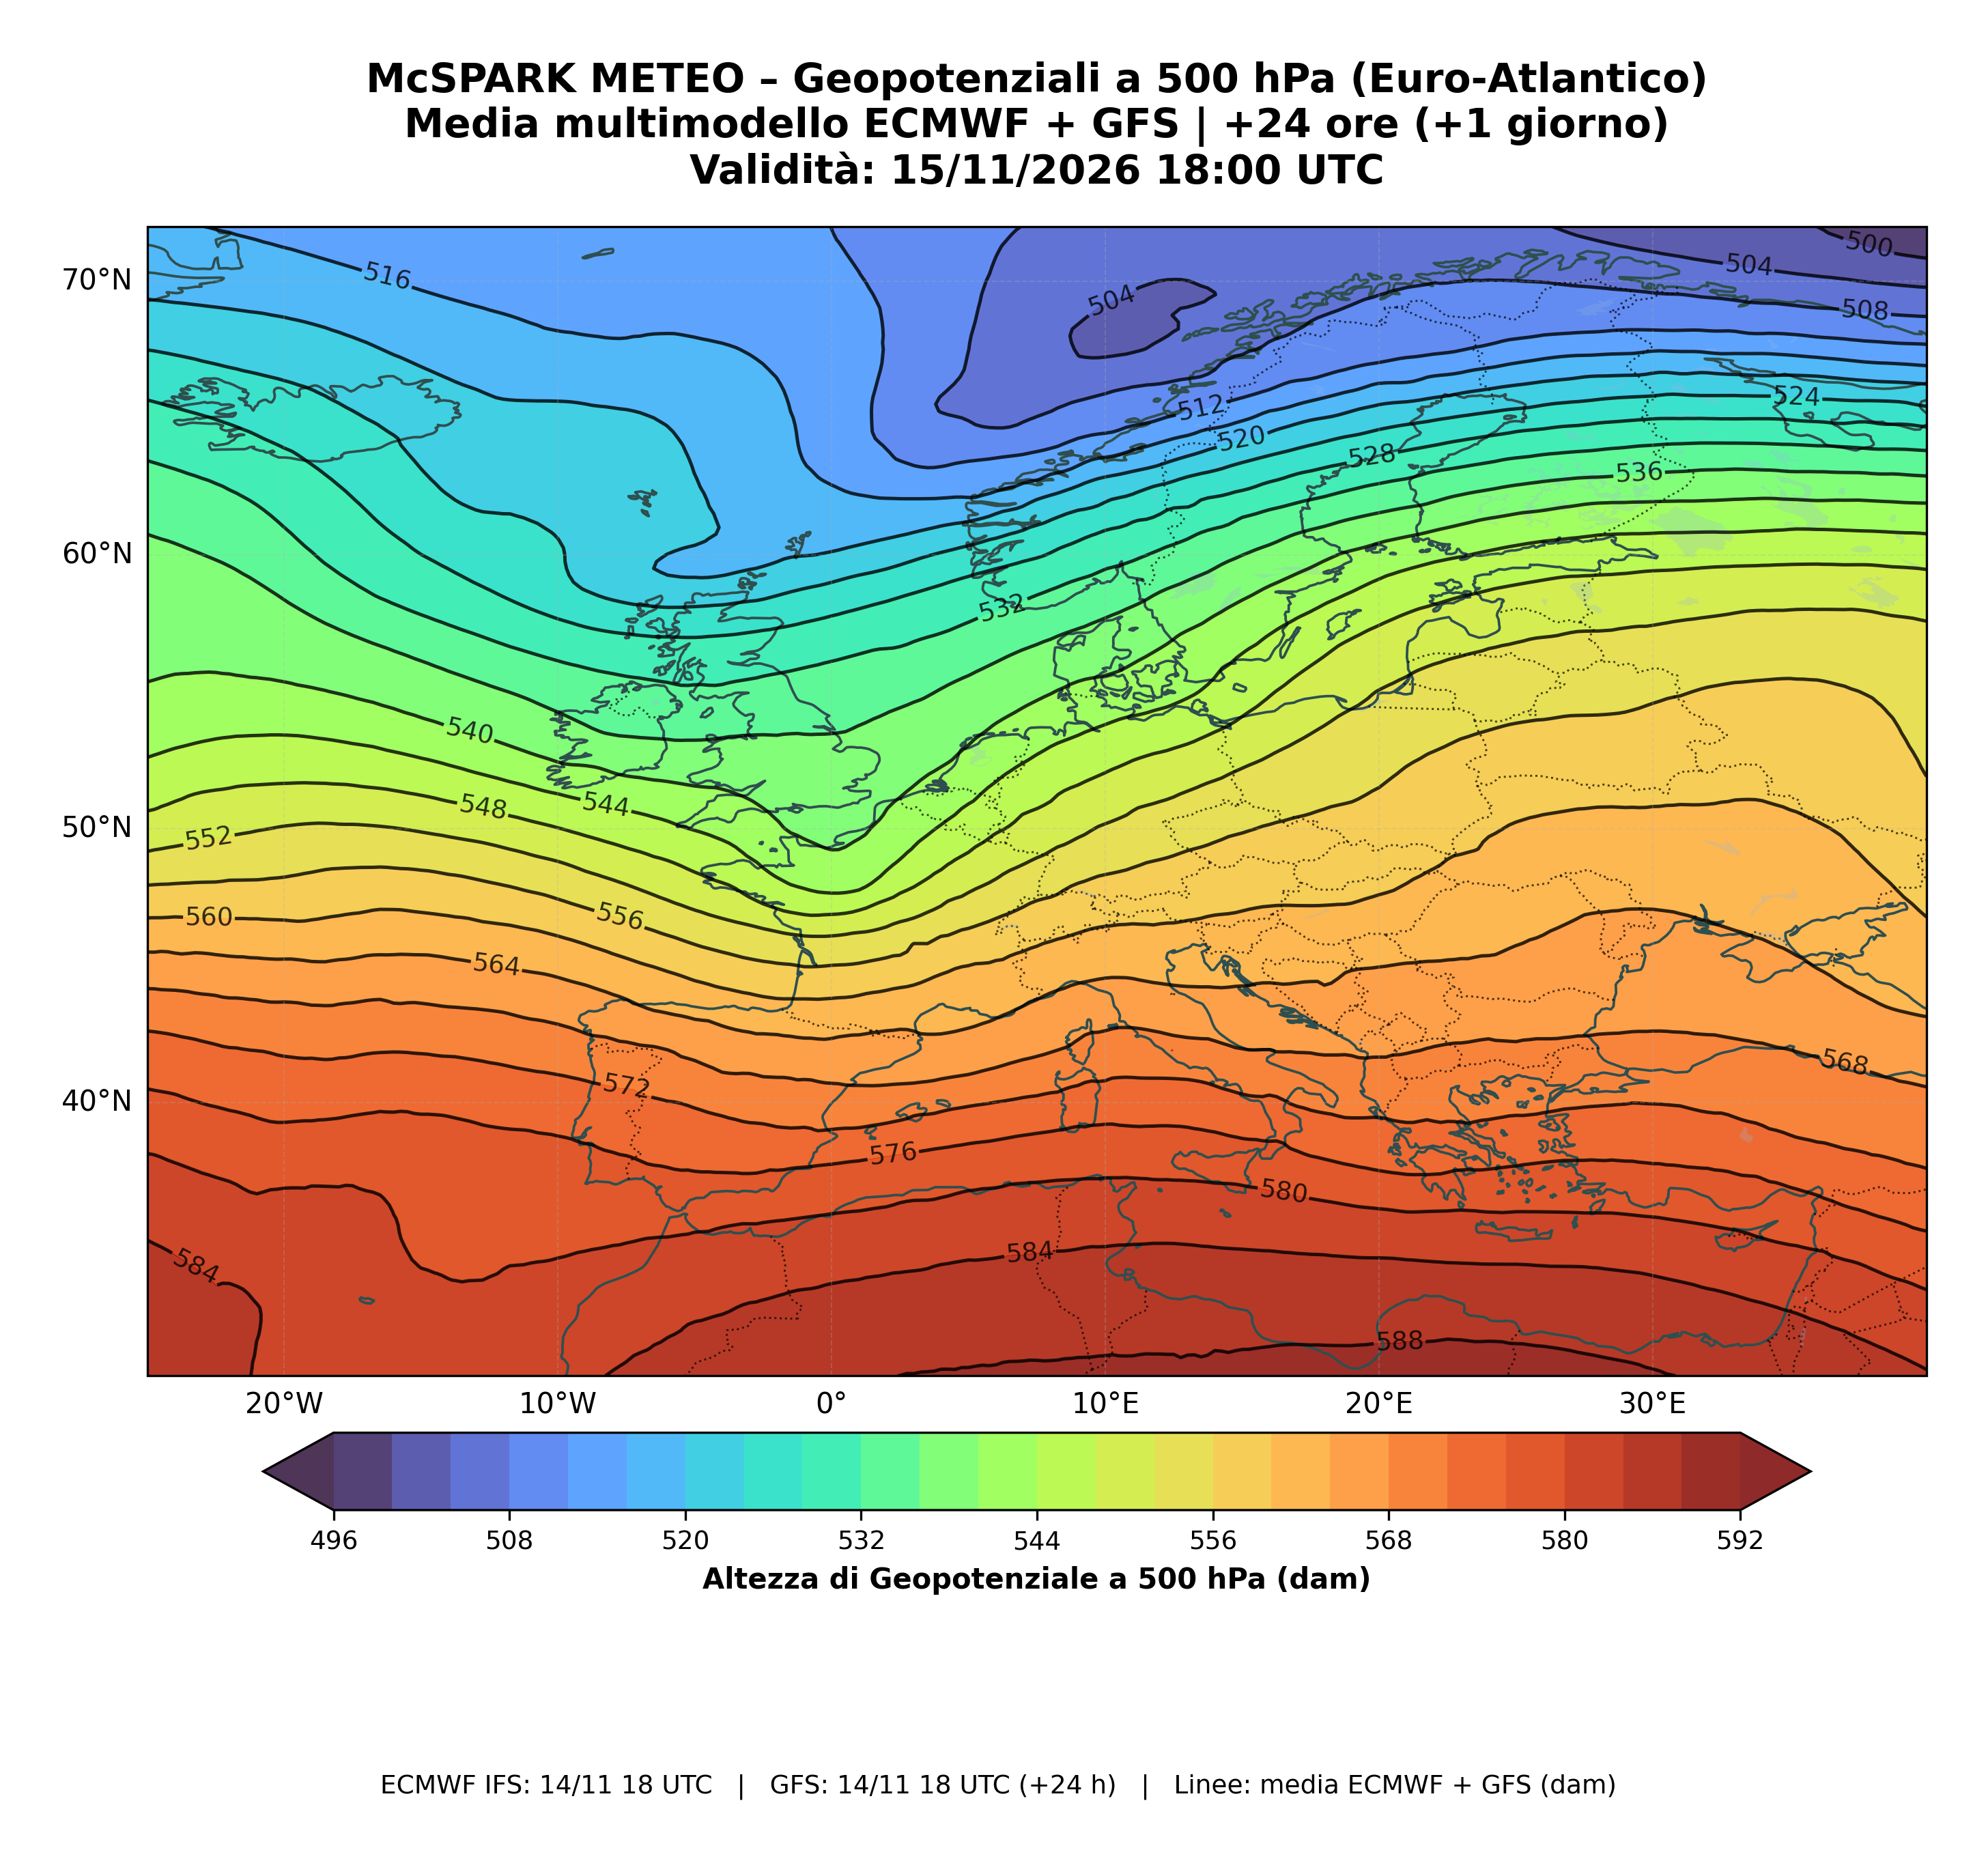 McSPARK METEO – Geopotenziali a 500 hPa (Euro-Atlantico)
Media multimodello ECMWF + GFS | +24 ore (+1 giorno)
Validità: 15/11/2026 18:00 UTC
500
504
516
504
508
70°N
524
512
520
528
536
60°N
532
540
544
548
552
50°N
556
560
564
568
572
40°N
576
580
584
584
588
20°W 10°W 0° 10°E 20°E 30°E
496 508 520 532 544 556 568 580 592
Altezza di Geopotenziale a 500 hPa (dam)
ECMWF IFS: 14/11 18 UTC | GFS: 14/11 18 UTC (+24 h) | Linee: media ECMWF + GFS (dam)